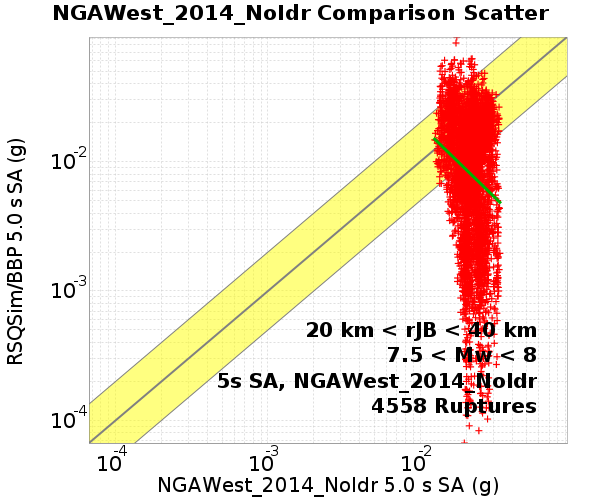 NGAWest_2014_NoIdr Comparison Scatter
RSQSim/BBP 5.0 s SA (g)
10-2
10-3
10-4
20 km < rJB < 40 km
7.5 < Mw < 8
5s SA, NGAWest_2014_NoIdr
4558 Ruptures
10-4
10-3
10-2
NGAWest_2014_NoIdr 5.0 s SA (g)